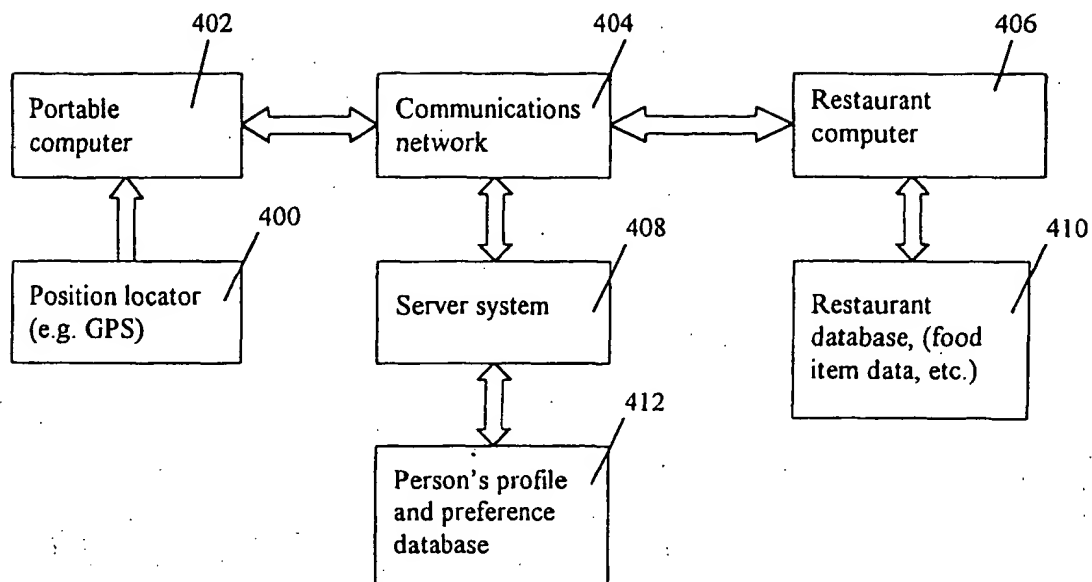 402
404
406
Portable
computer
Communications
network
Restaurant
computer
400
408
410
Position locator
(e.g. GPS)
Server system
Restaurant
database, (food
item data, etc.)
412
Person's profile
and preference
database